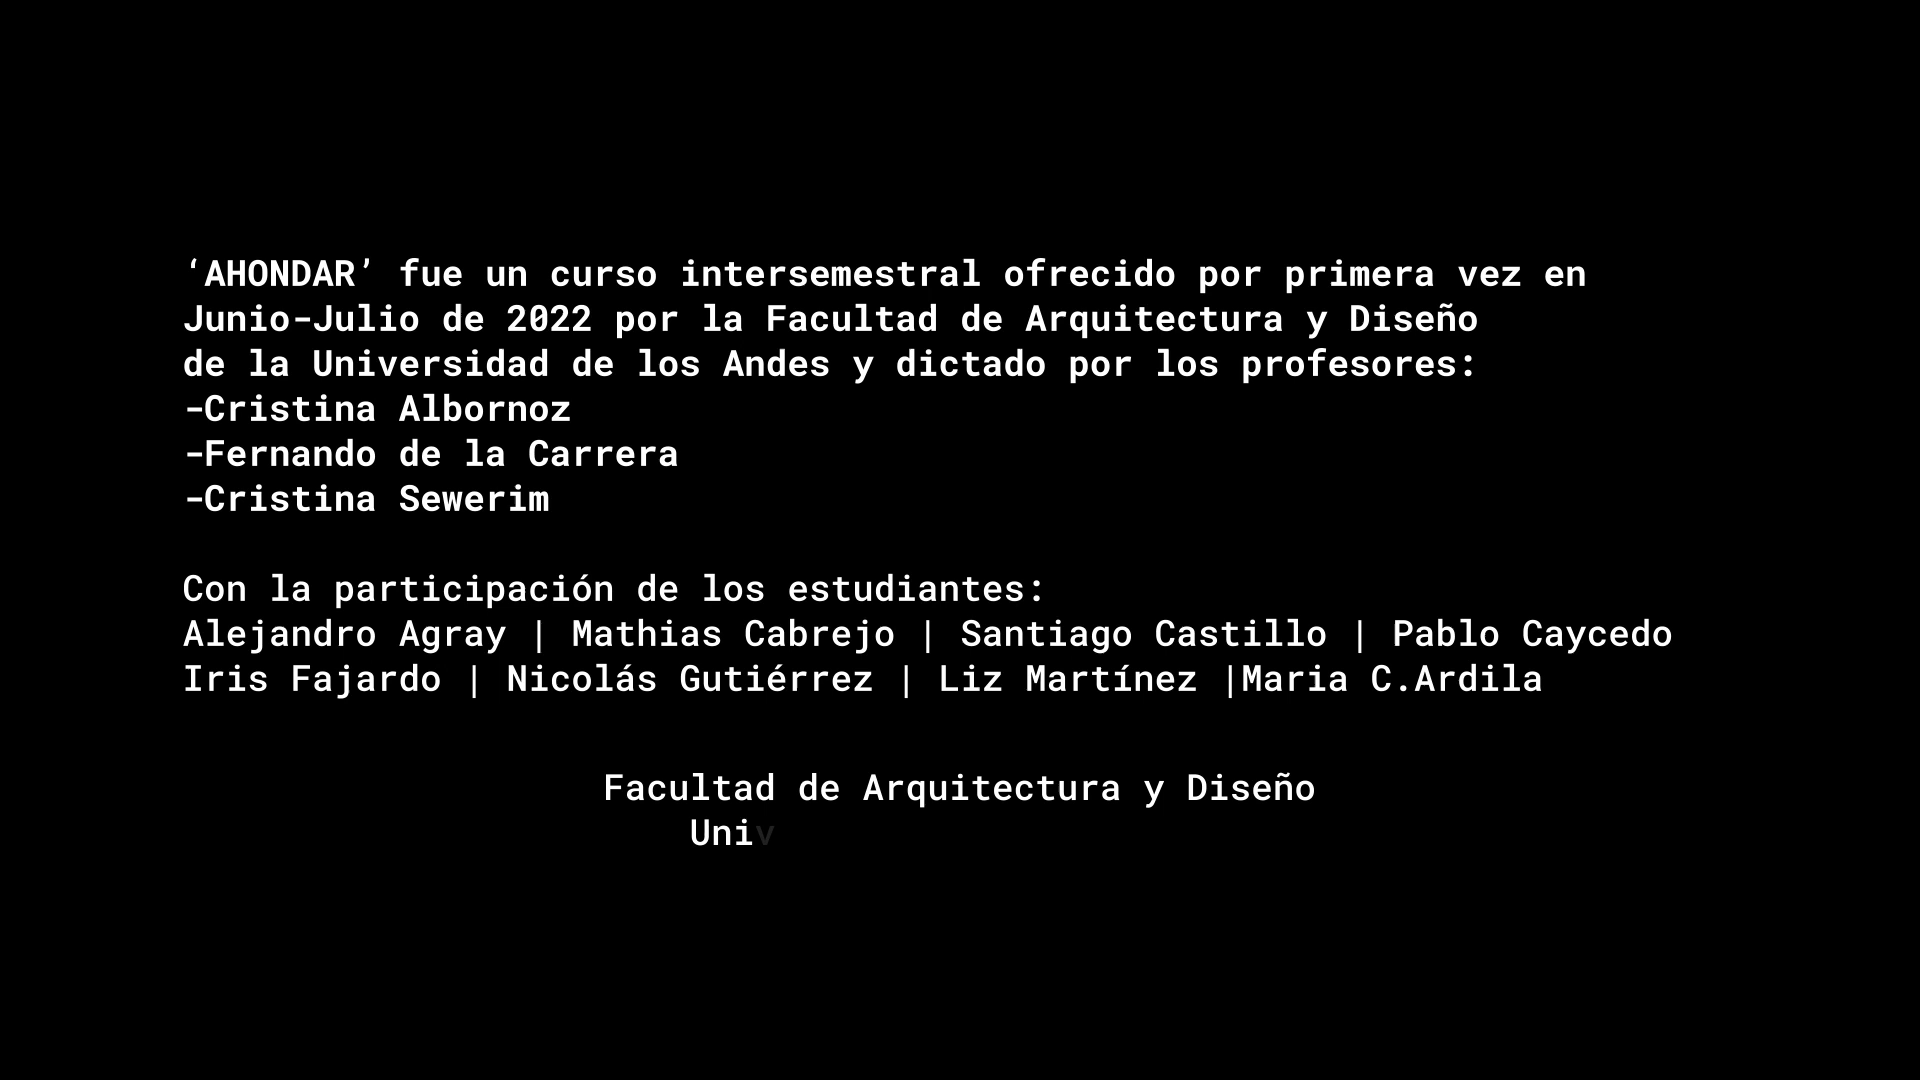 ‘AHONDAR’ fue un curso intersemestral ofrecido por primera vez en
Junio-Julio de 2022 por la Facultad de Arquitectura y Diseño
de la Universidad de los Andes y dictado por los profesores:
-Cristina Albornoz
-Fernando de la Carrera
-Cristina Sewerim
Con la participación de los estudiantes:
Alejandro Agray | Mathias Cabrejo | Santiago Castillo | Pablo Caycedo
Iris Fajardo | Nicolás Gutiérrez | Liz Martínez |Maria C.Ardila
Facultad de Arquitectura y Diseño
Univ